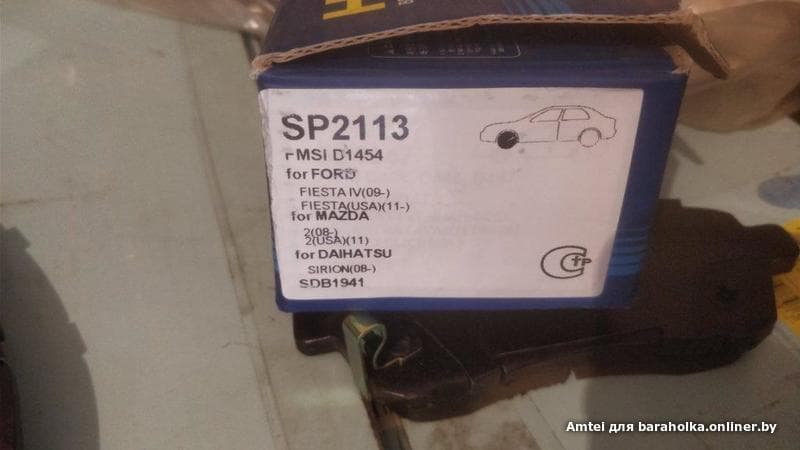 SP2113
FMSI D1454
for FORD
FIESTA IV(09-)
FIESTA(USA)(11-)
for MAZDA
2(08-)
2(USA)(11)
for DAIHATSU
SIRION(08-)
SDB1941
Amtei для baraholka.onliner.by